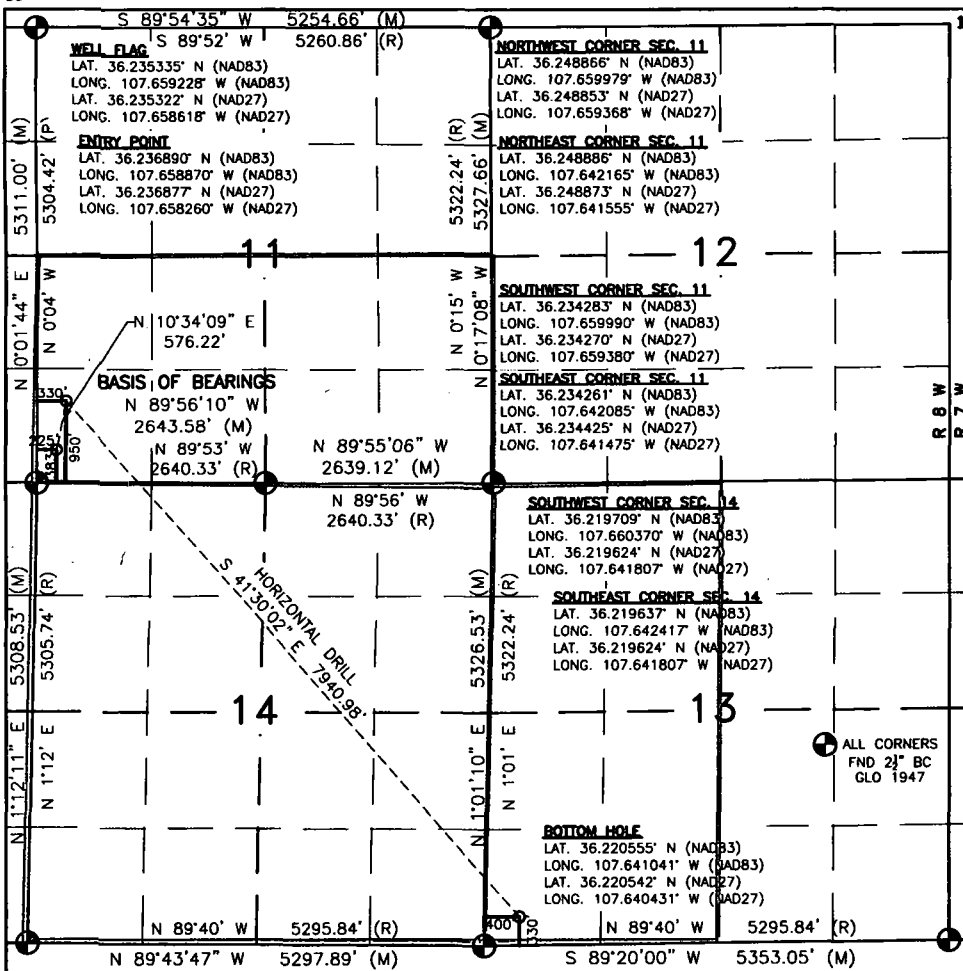 S 89°54'35" W 5254.66' (M)
S 89°52' W 5260.86' (R)
WELL FLAG
LAT. 36.235335° N (NAD83)
LONG. 107.659228° W (NAD83)
LAT. 36.235322° N (NAD27)
LONG. 107.658618° W (NAD27)
ENTRY POINT
LAT. 36.236890° N (NAD83)
LONG. 107.658870° W (NAD83)
LAT. 36.236877° N (NAD27)
LONG. 107.658260° W (NAD27)
NORTHWEST CORNER SEC. 11
LAT. 36.248866° N (NAD83)
LONG. 107.659979° W (NAD83)
LAT. 36.248853° N (NAD27)
LONG. 107.659368° W (NAD27)
NORTHEAST CORNER SEC. 11
LAT. 36.248886° N (NAD83)
LONG. 107.642165° W (NAD83)
LAT. 36.248873° N (NAD27)
LONG. 107.641555° W (NAD27)
N 0°01'44" E 5311.00' (M)
N 0°04' W 5304.42'
N 0°15' W 5322.24' (R)
N 0°17'08" W 5327.66' (M)
11
12
SOUTHWEST CORNER SEC. 11
LAT. 36.234283° N (NAD83)
LONG. 107.659990° W (NAD83)
LAT. 36.234270° N (NAD27)
LONG. 107.659380° W (NAD27)
SOUTHEAST CORNER SEC. 11
LAT. 36.234261° N (NAD83)
LONG. 107.642085° W (NAD83)
LAT. 36.234425° N (NAD27)
LONG. 107.641475° W (NAD27)
N 10°34'09" E
576.22'
BASIS OF BEARINGS
N 89°56'10" W
2643.58' (M)
N 89°53' W
2640.33' (R)
330'
225'
950'
N 89°55'06" W
2639.12' (M)
N 89°56' W
2640.33' (R)
R 8 W
R 7 W
SOUTHWEST CORNER SEC. 14
LAT. 36.219709° N (NAD83)
LONG. 107.660370° W (NAD83)
LAT. 36.219624° N (NAD27)
LONG. 107.641807° W (NAD27)
SOUTHEAST CORNER SEC. 14
LAT. 36.219637° N (NAD83)
LONG. 107.642417° W (NAD83)
LAT. 36.219624° N (NAD27)
LONG. 107.641807° W (NAD27)
HORIZONTAL DRILL
S 41°30'02" E 7940.98'
N 1°12'11" E 5308.53' (M)
N 1°12' E 5305.74' (R)
N 1°01'10" E 5326.53' (M)
N 1°01' E 5322.24' (R)
14
13
ALL CORNERS
FND 2½" BC
GLO 1947
BOTTOM HOLE
LAT. 36.220555° N (NAD83)
LONG. 107.641041° W (NAD83)
LAT. 36.220542° N (NAD27)
LONG. 107.640431° W (NAD27)
400'
330
N 89°40' W 5295.84' (R)
N 89°40' W 5295.84' (R)
N 89°43'47" W 5297.89' (M)
S 89°20'00" W 5353.05' (M)